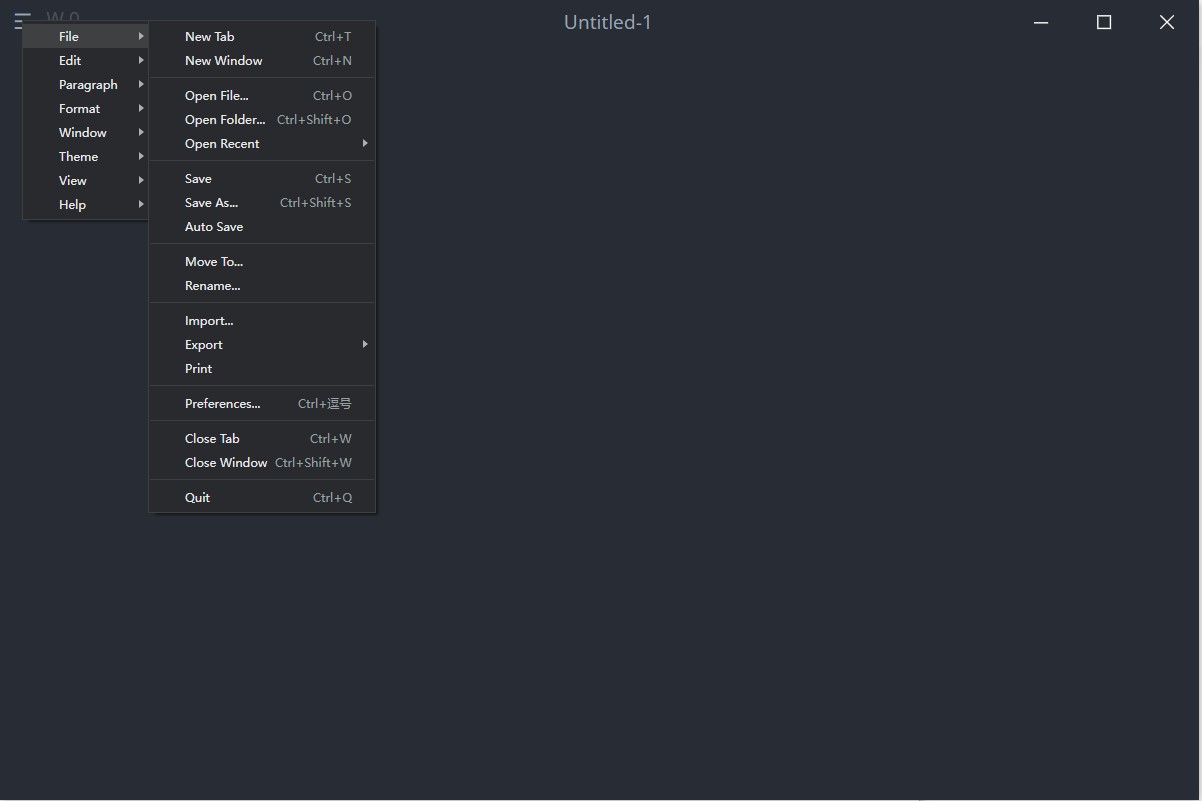 W 0
Untitled-1
File
Edit
Paragraph
Format
Window
Theme
View
Help
New Tab Ctrl+T
New Window Ctrl+N
Open File... Ctrl+O
Open Folder... Ctrl+Shift+O
Open Recent
Save Ctrl+S
Save As... Ctrl+Shift+S
Auto Save
Move To...
Rename...
Import...
Export
Print
Preferences... Ctrl+逗号
Close Tab Ctrl+W
Close Window Ctrl+Shift+W
Quit Ctrl+Q